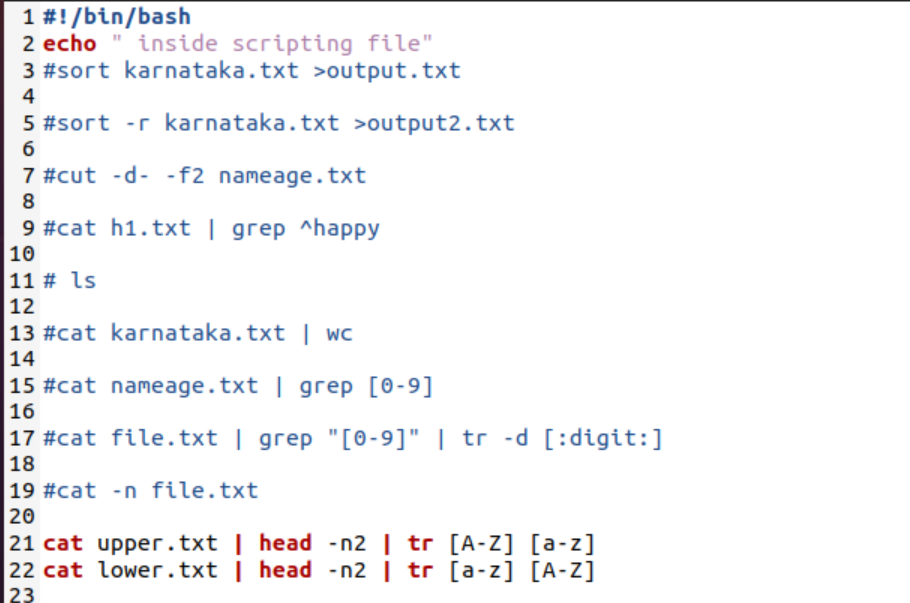 1 #!/bin/bash
2 echo " inside scripting file"
3 #sort karnataka.txt >output.txt
4
5 #sort -r karnataka.txt >output2.txt
6
7 #cut -d- -f2 nameage.txt
8
9 #cat h1.txt | grep ^happy
10
11 # ls
12
13 #cat karnataka.txt | wc
14
15 #cat nameage.txt | grep [0-9]
16
17 #cat file.txt | grep "[0-9]" | tr -d [:digit:]
18
19 #cat -n file.txt
20
21 cat upper.txt | head -n2 | tr [A-Z] [a-z]
22 cat lower.txt | head -n2 | tr [a-z] [A-Z]
23